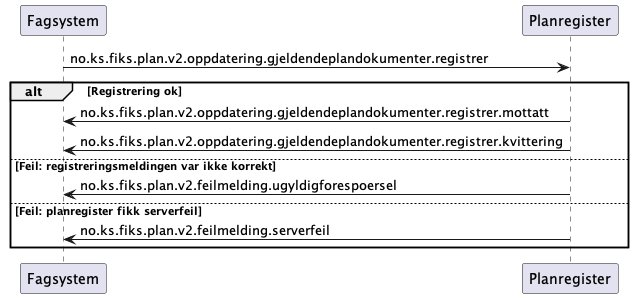 Fagsystem
Planregister
no.ks.fiks.plan.v2.oppdatering.gjeldendeplandokumenter.registrer
alt
[Registrering ok]
no.ks.fiks.plan.v2.oppdatering.gjeldendeplandokumenter.registrer.mottatt
no.ks.fiks.plan.v2.oppdatering.gjeldendeplandokumenter.registrer.kvittering
[Feil: registreringsmeldingen var ikke korrekt]
no.ks.fiks.plan.v2.feilmelding.ugyldigforespoersel
[Feil: planregister fikk serverfeil]
no.ks.fiks.plan.v2.feilmelding.serverfeil
Fagsystem
Planregister